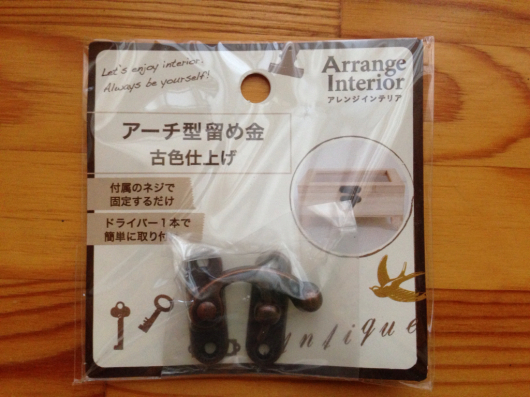 Let's enjoy interior.
Always be yourself!
Arrange
Interior
アレンジインテリア
アーチ型留め金
古色仕上げ
付属のネジで
固定するだけ
ドライバー1本で
簡単に取り付
ntique